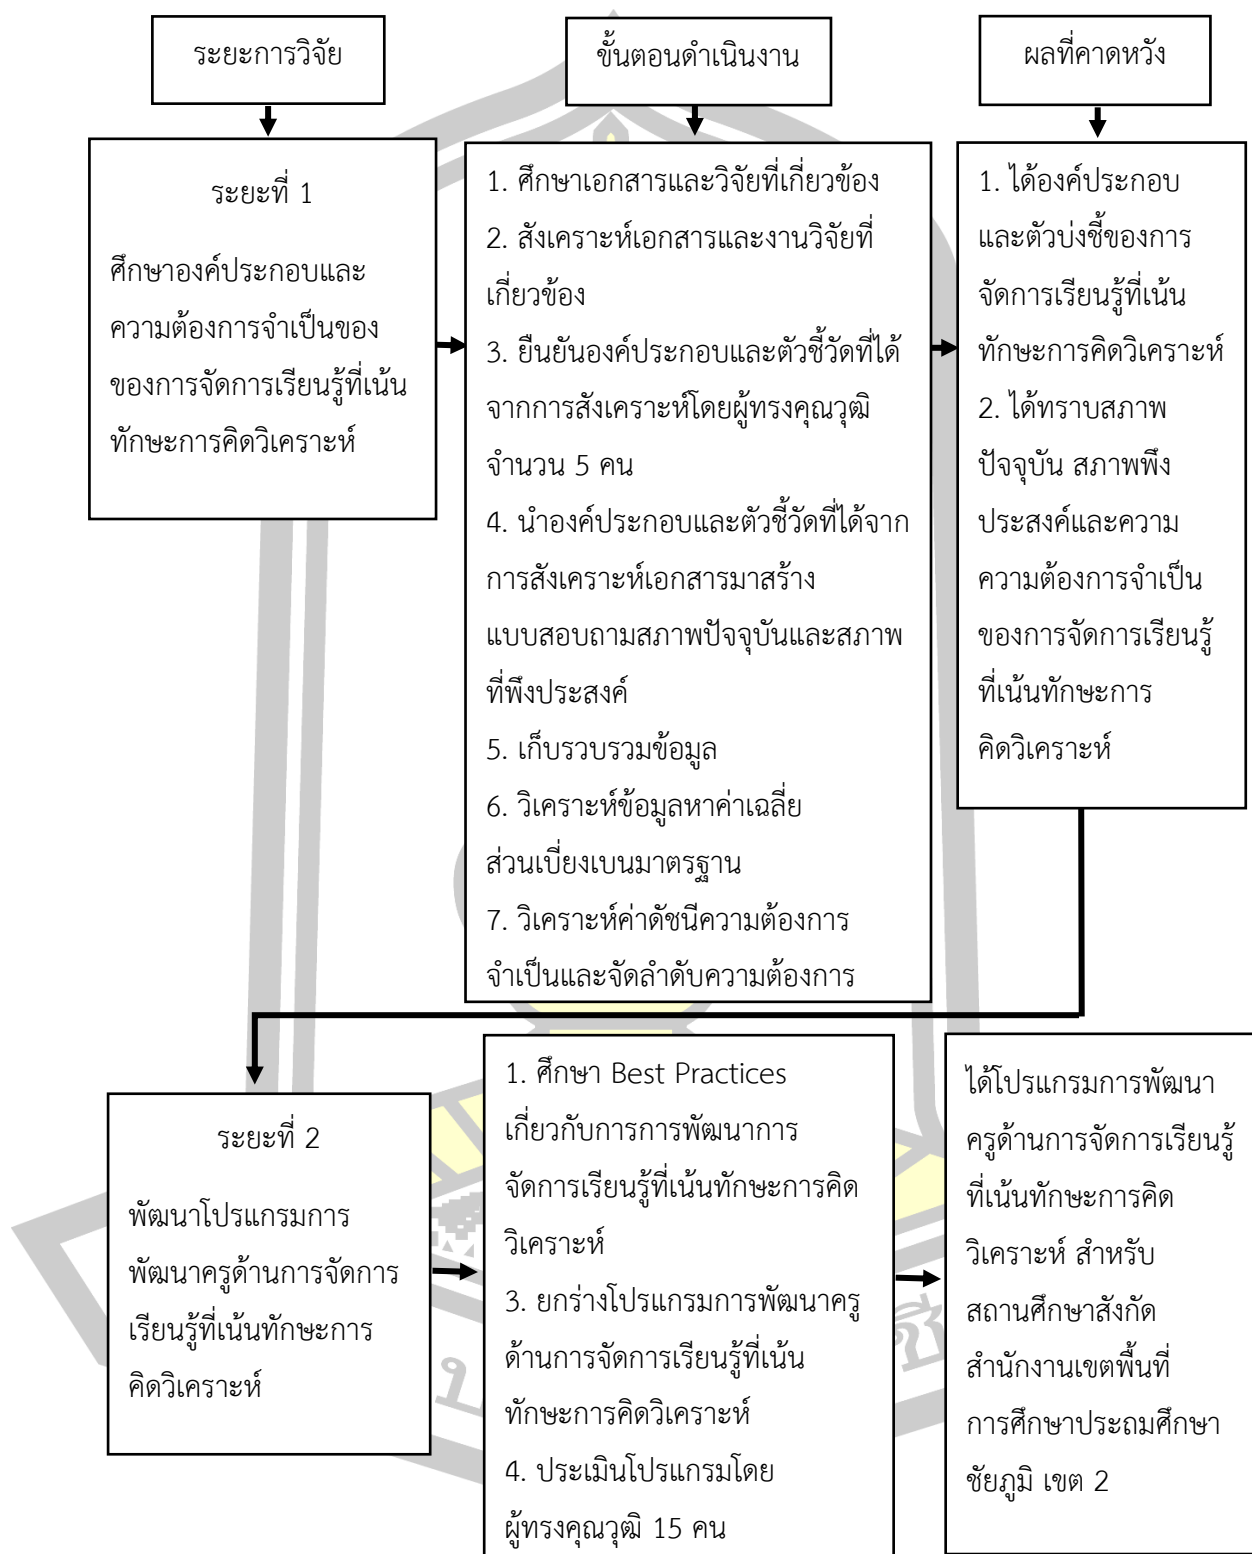 ระยะการวิจัย
ขั้นตอนดำเนินงาน
ผลที่คาดหวัง
ระยะที่ 1
ศึกษาองค์ประกอบและ
ความต้องการจำเป็นของ
ของการจัดการเรียนรู้ที่เน้น
ทักษะการคิดวิเคราะห์
1. ศึกษาเอกสารและวิจัยที่เกี่ยวข้อง
2. สังเคราะห์เอกสารและงานวิจัยที่
เกี่ยวข้อง
3. ยืนยันองค์ประกอบและตัวชี้วัดที่ได้
จากการสังเคราะห์โดยผู้ทรงคุณวุฒิ
จำนวน 5 คน
4. นำองค์ประกอบและตัวชี้วัดที่ได้จาก
การสังเคราะห์เอกสารมาสร้าง
แบบสอบถามสภาพปัจจุบันและสภาพ
ที่พึงประสงค์
5. เก็บรวบรวมข้อมูล
6. วิเคราะห์ข้อมูลหาค่าเฉลี่ย
ส่วนเบี่ยงเบนมาตรฐาน
7. วิเคราะห์ค่าดัชนีความต้องการ
จำเป็นและจัดลำดับความต้องการ
1. ได้องค์ประกอบ
และตัวบ่งชี้ของการ
จัดการเรียนรู้ที่เน้น
ทักษะการคิดวิเคราะห์
2. ได้ทราบสภาพ
ปัจจุบัน สภาพพึง
ประสงค์และความ
ความต้องการจำเป็น
ของการจัดการเรียนรู้
ที่เน้นทักษะการ
คิดวิเคราะห์
ระยะที่ 2
พัฒนาโปรแกรมการ
พัฒนาครูด้านการจัดการ
เรียนรู้ที่เน้นทักษะการ
คิดวิเคราะห์
1. ศึกษา Best Practices
เกี่ยวกับการการพัฒนาการ
จัดการเรียนรู้ที่เน้นทักษะการคิด
วิเคราะห์
3. ยกร่างโปรแกรมการพัฒนาครู
ด้านการจัดการเรียนรู้ที่เน้น
ทักษะการคิดวิเคราะห์
4. ประเมินโปรแกรมโดย
ผู้ทรงคุณวุฒิ 15 คน
ได้โปรแกรมการพัฒนา
ครูด้านการจัดการเรียนรู้
ที่เน้นทักษะการคิด
วิเคราะห์ สำหรับ
สถานศึกษาสังกัด
สำนักงานเขตพื้นที่
การศึกษาประถมศึกษา
ชัยภูมิ เขต 2